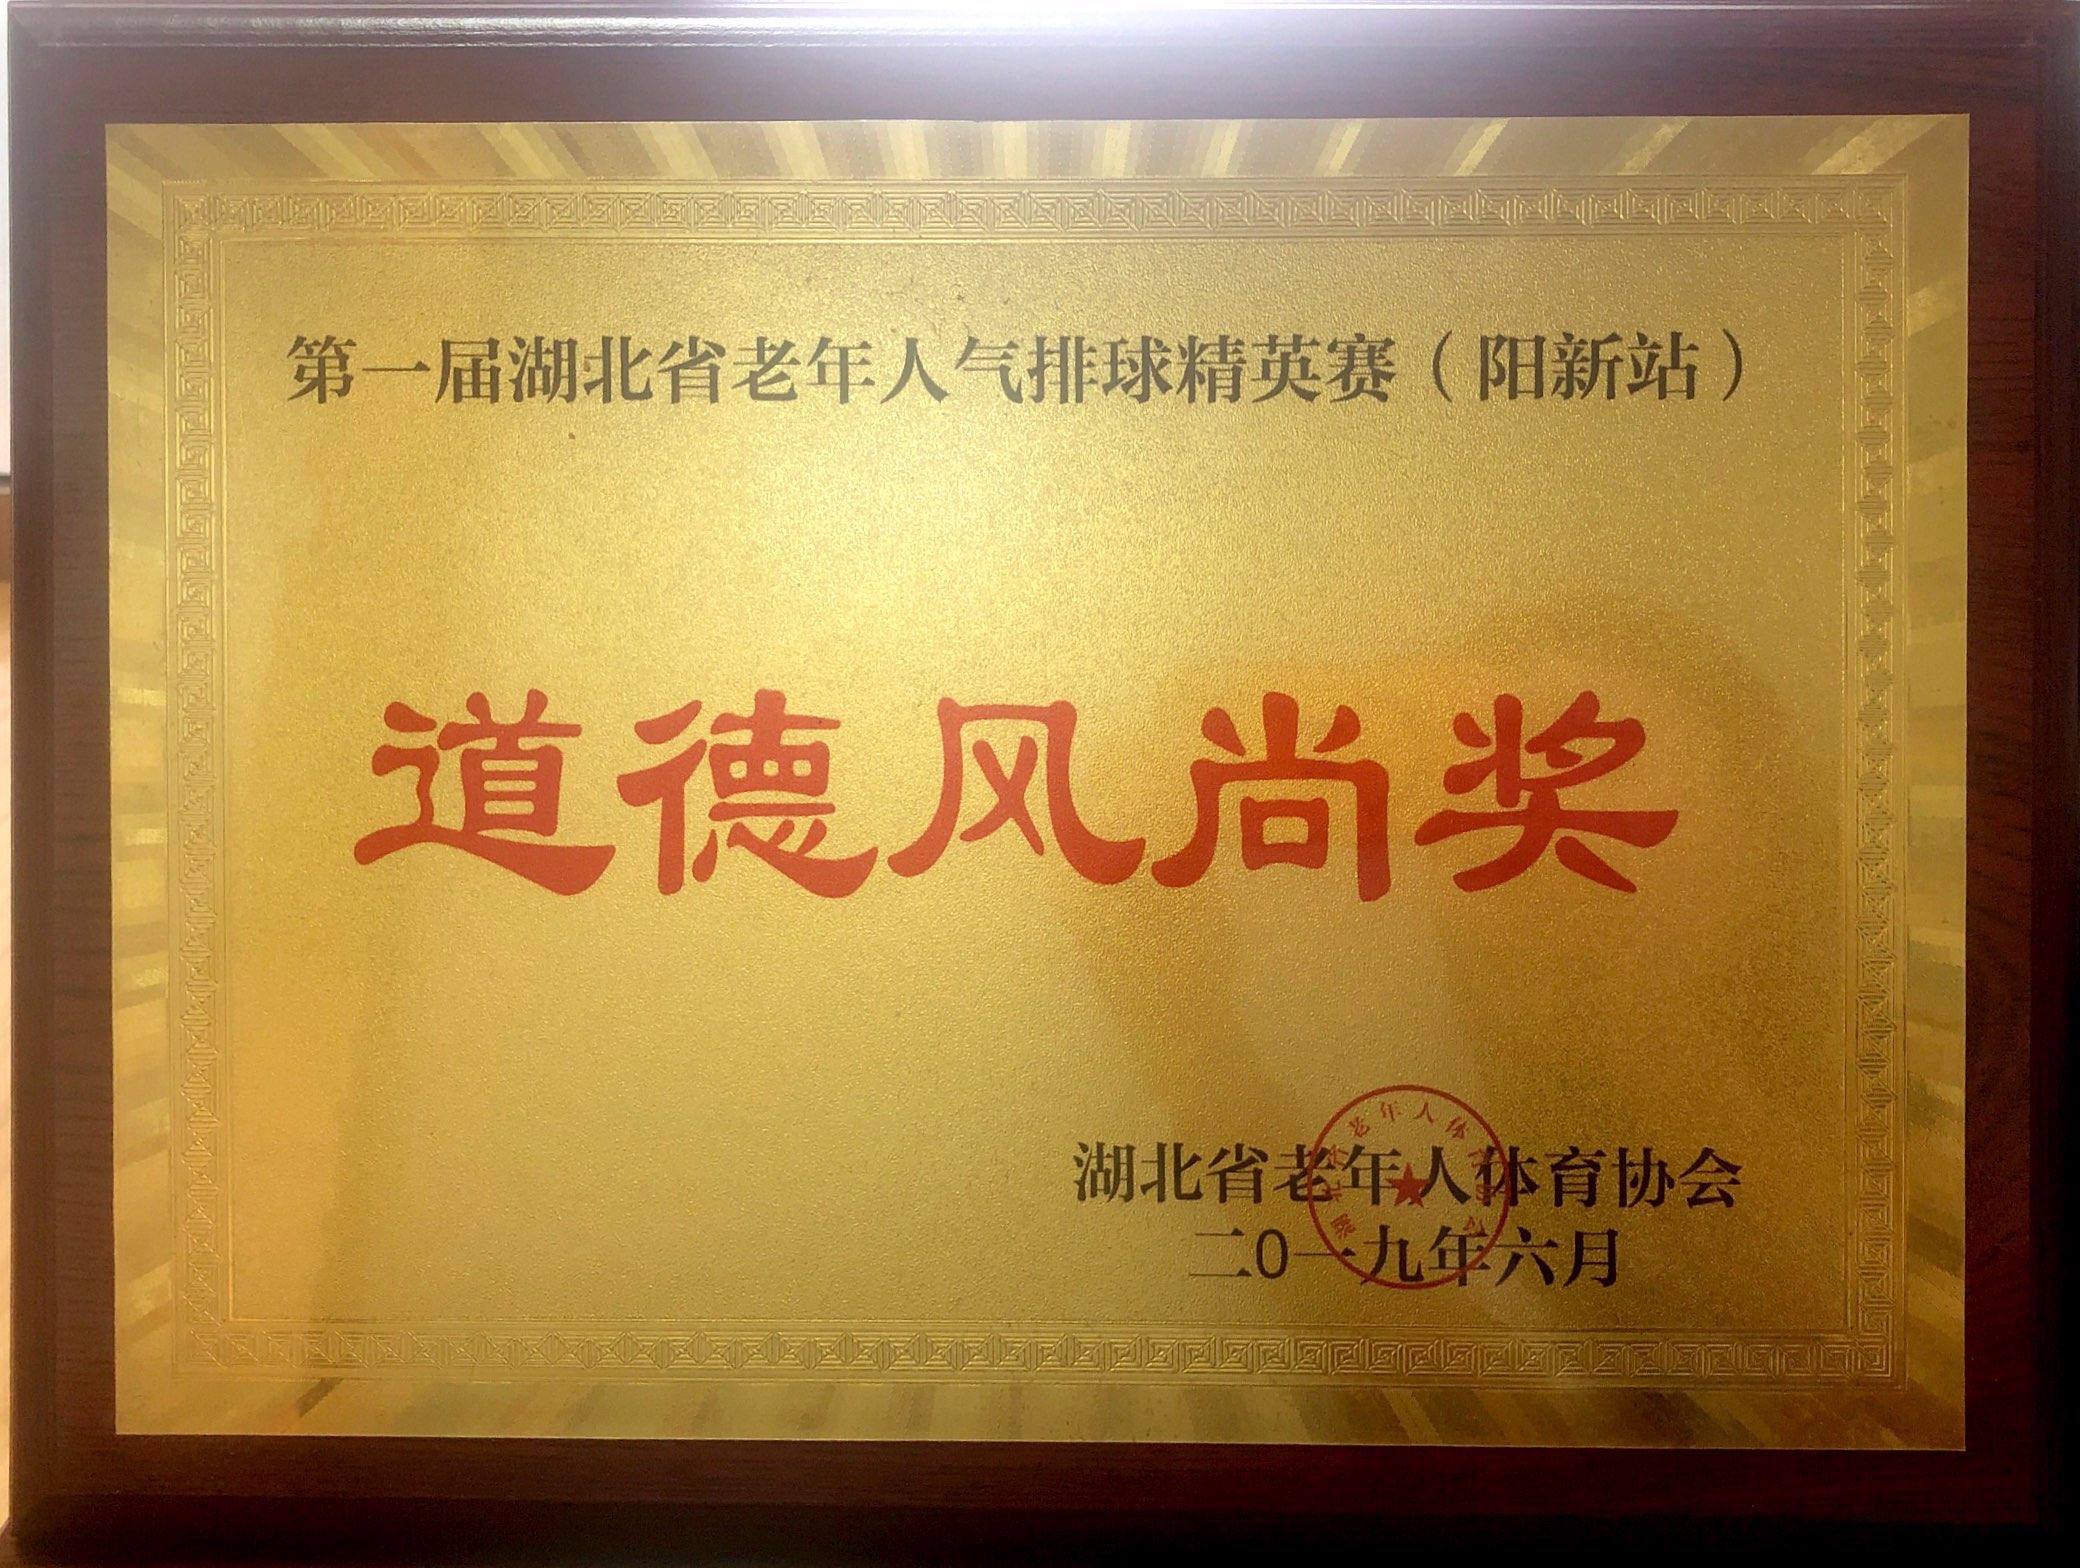 第一届湖北省老年人气排球精英赛（阳新站）
道德风尚奖
湖北省老年人体育协会
二0一九年六月